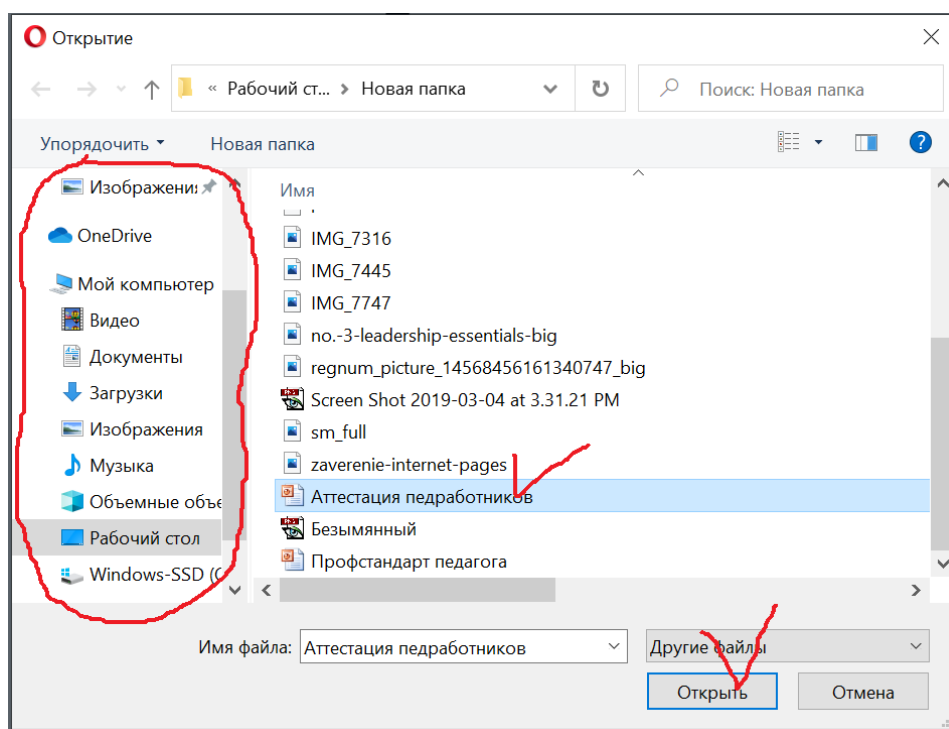 Открытие
« Рабочий ст... › Новая папка
Поиск: Новая папка
Упорядочить
Новая папка
Изображени
OneDrive
Мой компьютер
Видео
Документы
Загрузки
Изображения
Музыка
Объемные объе
Рабочий стол
Windows-SSD (C
Имя
IMG_7316
IMG_7445
IMG_7747
no.-3-leadership-essentials-big
regnum_picture_14568456161340747_big
Screen Shot 2019-03-04 at 3.31.21 PM
sm_full
zaverenie-internet-pages
Аттестация педработников
Безымянный
Профстандарт педагога
Имя файла: Аттестация педработников
Другие файлы
Открыть
Отмена